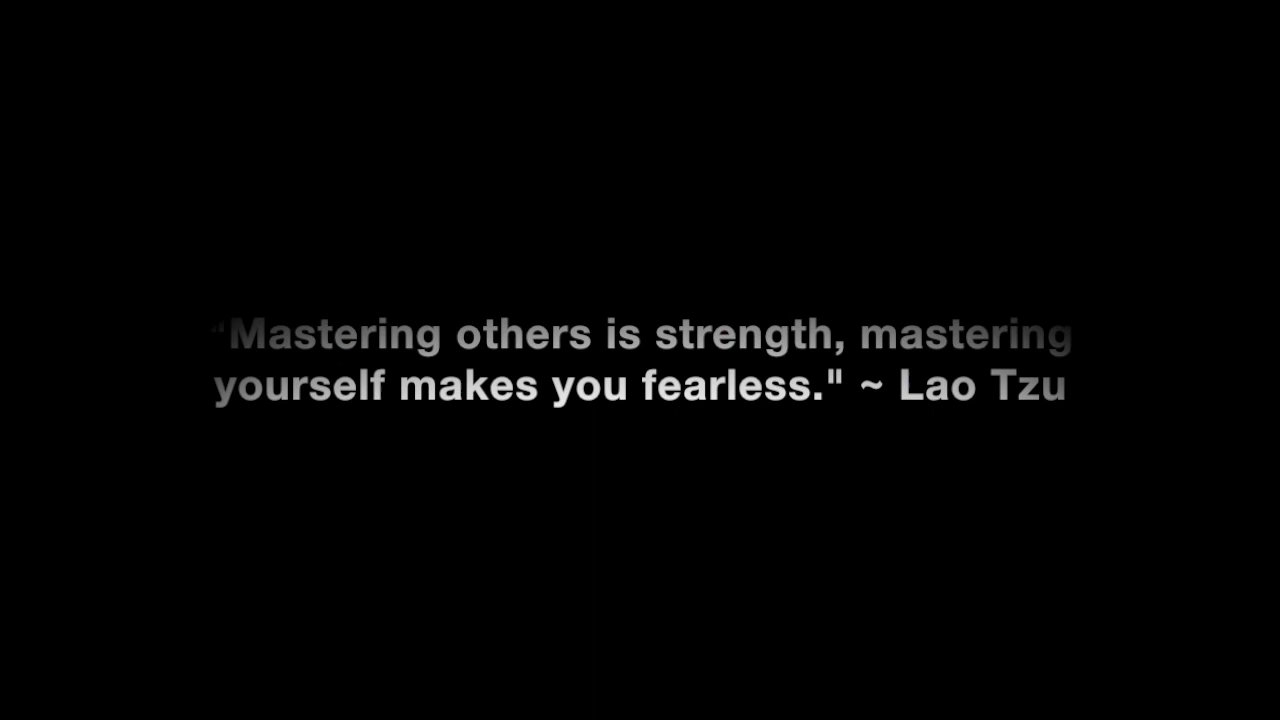 "Mastering others is strength, mastering
yourself makes you fearless." ~ Lao Tzu